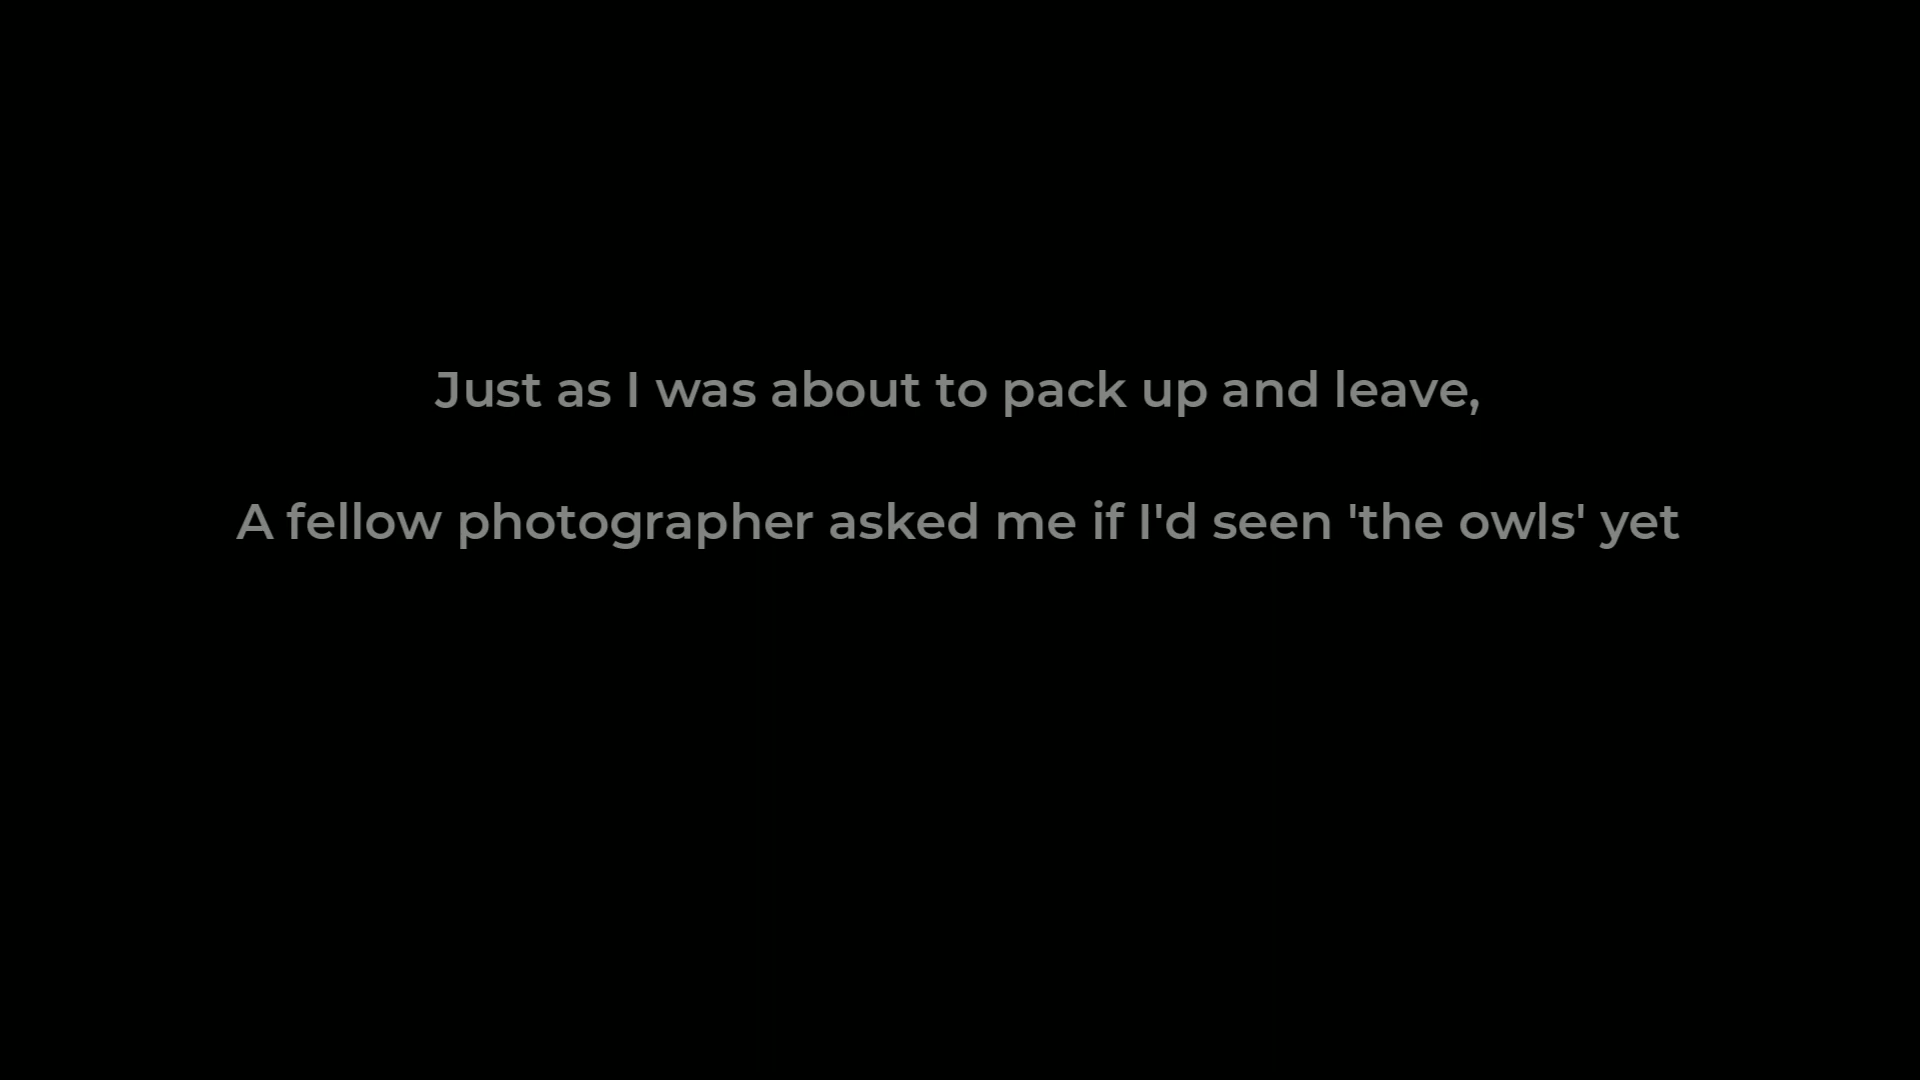 Just as I was about to pack up and leave,
A fellow photographer asked me if I'd seen 'the owls' yet